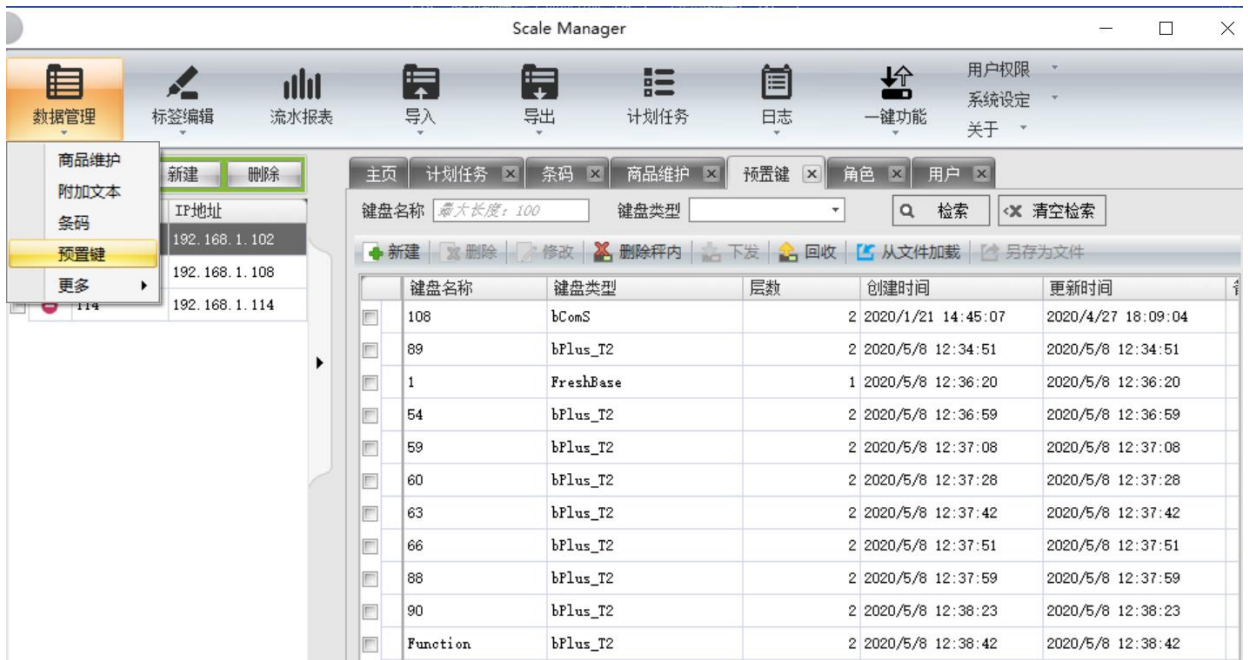 Scale Manager
数据管理 标签编辑 流水报表 导入 导出 计划任务 日志 一键功能 用户权限
系统设定
关于
商品维护
附加文本
条码
预置键
更多
新建 删除
IP地址
192.168.1.102
192.168.1.108
114 192.168.1.114
主页 计划任务 条码 商品维护 预置键 角色 用户
键盘名称 最大长度: 100 键盘类型 检索 清空检索
新建 删除 修改 删除秤内 下发 回收 从文件加载 另存为文件
键盘名称 键盘类型 层数 创建时间 更新时间
108 bComS 2 2020/1/21 14:45:07 2020/4/27 18:09:04
89 bPlus_T2 2 2020/5/8 12:34:51 2020/5/8 12:34:51
1 FreshBase 1 2020/5/8 12:36:20 2020/5/8 12:36:20
54 bPlus_T2 2 2020/5/8 12:36:59 2020/5/8 12:36:59
59 bPlus_T2 2 2020/5/8 12:37:08 2020/5/8 12:37:08
60 bPlus_T2 2 2020/5/8 12:37:28 2020/5/8 12:37:28
63 bPlus_T2 2 2020/5/8 12:37:42 2020/5/8 12:37:42
66 bPlus_T2 2 2020/5/8 12:37:51 2020/5/8 12:37:51
88 bPlus_T2 2 2020/5/8 12:37:59 2020/5/8 12:37:59
90 bPlus_T2 2 2020/5/8 12:38:23 2020/5/8 12:38:23
Function bPlus_T2 2 2020/5/8 12:38:42 2020/5/8 12:38:42